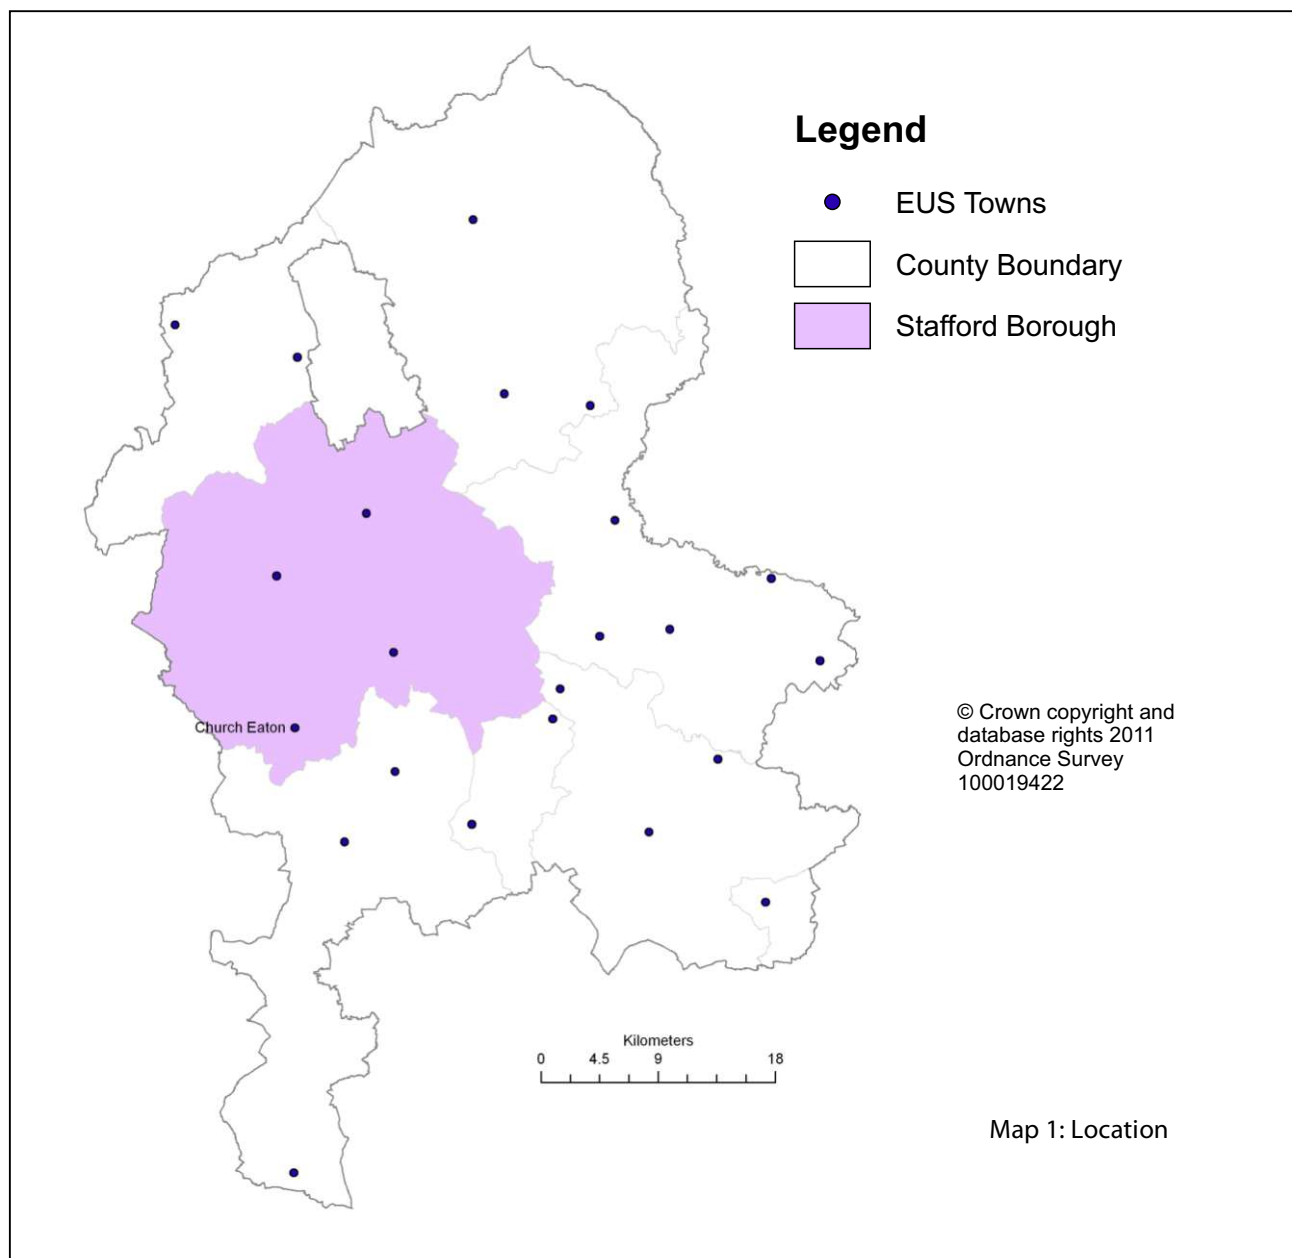 Legend
EUS Towns
County Boundary
Stafford Borough
Church Eaton
© Crown copyright and
database rights 2011
Ordnance Survey
100019422
Kilometers
0 4.5 9 18
Map 1: Location